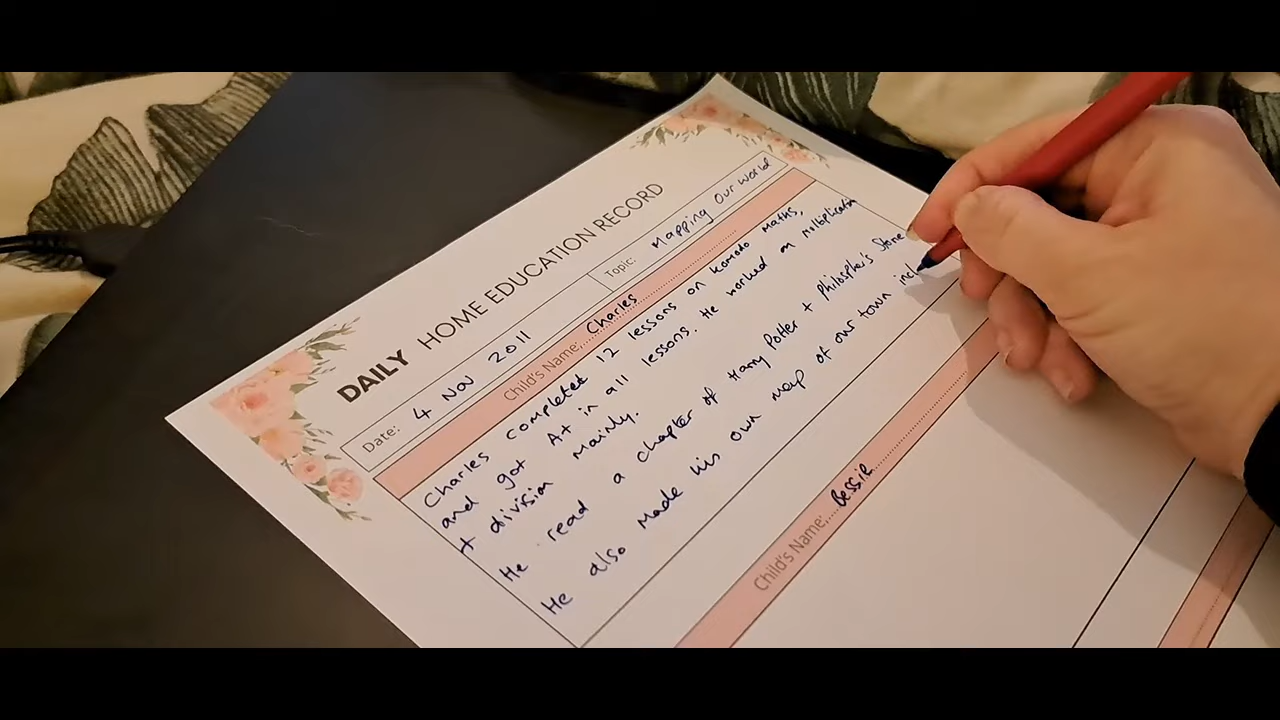 DAILY HOME EDUCATION RECORD
Date: 4 NOV 2011
Topic: Mapping Our World
Child's Name: Charles
Charles completed 12 lessons on Komodo Maths,
and got A+ in all lessons. He worked on multiplication
+ division mainly.
He read a chapter of Harry Potter + Philospher's Stone
He also made his own map of our town incl
Child's Name: Bessie